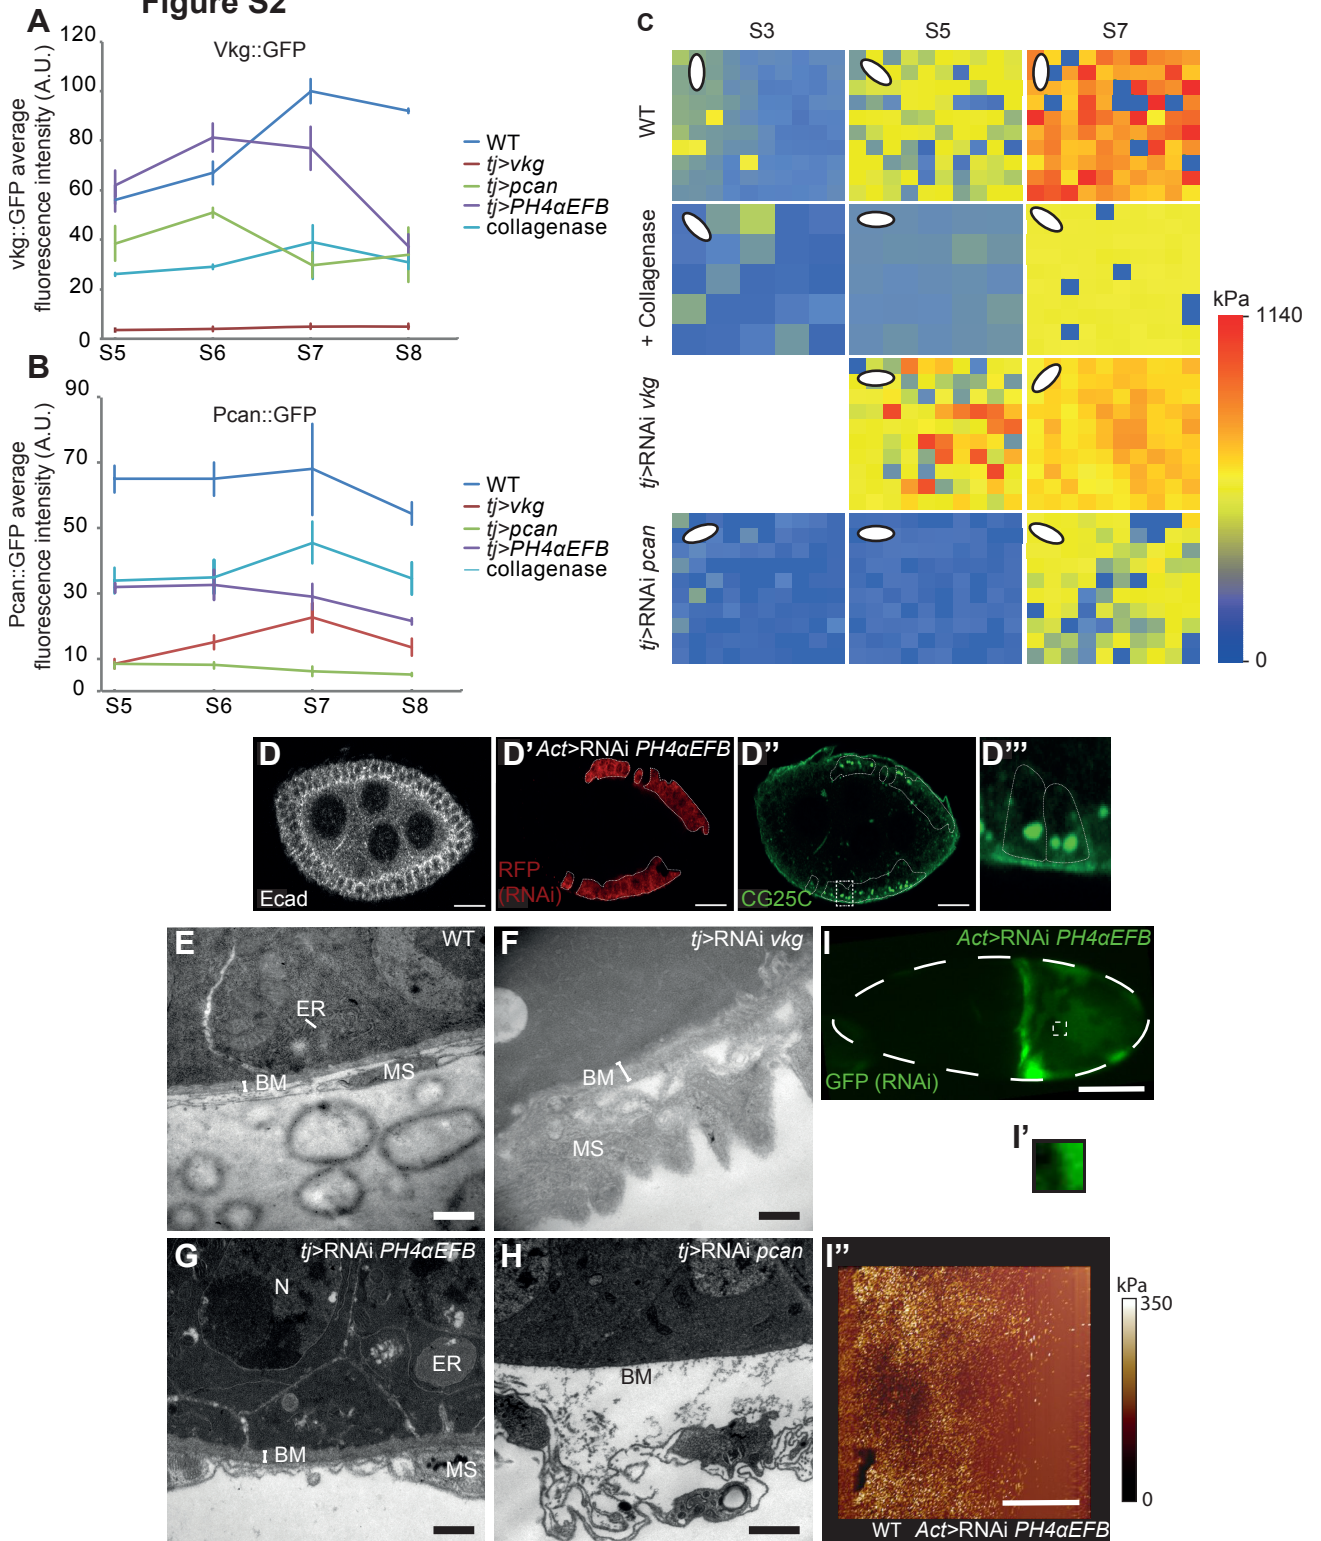 Figure S2
A
Vkg::GFP
vkg::GFP average
fluorescence intensity (A.U.)
120
100
80
60
40
20
0
S5 S6 S7 S8
WT
tj>vkg
tj>pcan
tj>PH4αEFB
collagenase
B
Pcan::GFP
Pcan::GFP average
fluorescence intensity (A.U.)
90
70
50
30
10
0
S5 S6 S7 S8
WT
tj>vkg
tj>pcan
tj>PH4αEFB
collagenase
C
S3 S5 S7
WT
+ Collagenase
tj>RNAi vkg
tj>RNAi pcan
kPa
1140
0
D
Ecad
D' Act>RNAi PH4αEFB
RFP
(RNAi)
D''
CG25C
D'''
E
WT
ER
BM
MS
F
tj>RNAi vkg
BM
MS
G
tj>RNAi PH4αEFB
N
ER
BM
MS
H
tj>RNAi pcan
BM
I
Act>RNAi PH4αEFB
GFP (RNAi)
I'
I''
kPa
350
0
WT Act>RNAi PH4αEFB